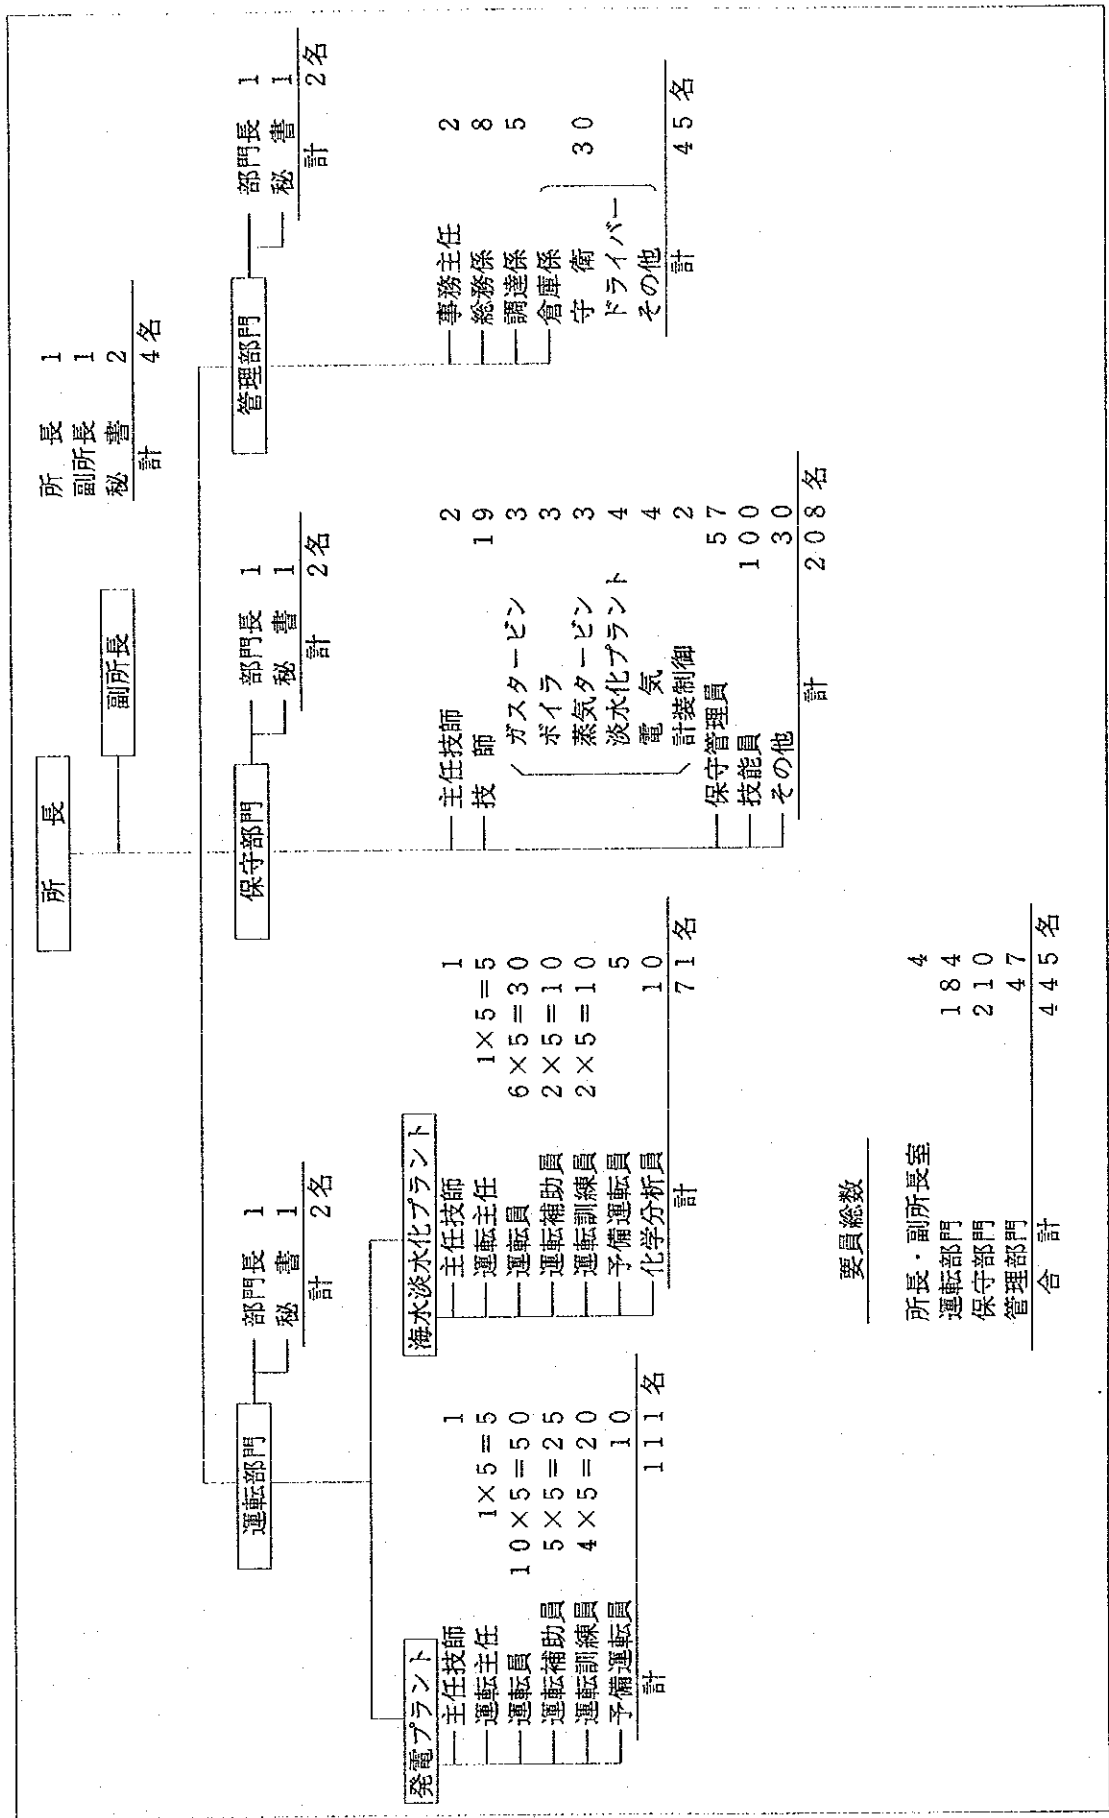 所　長
副所長
所　長　1
副所長　1
秘　書　2
計　4名
運転部門
部門長　1
秘　書　1
計　2名
保守部門
部門長　1
秘　書　1
計　2名
管理部門
部門長　1
秘　書　1
計　2名
発電プラント
主任技師　1
運転主任　1×5＝5
運転員　10×5＝50
運転補助員　5×5＝25
運転訓練員　4×5＝20
予備運転員　10
計　111名
海水淡水化プラント
主任技師　1
運転主任　1×5＝5
運転員　6×5＝30
運転補助員　2×5＝10
運転訓練員　2×5＝10
予備運転員　5
化学分析員　10
計　71名
主任技師　2
技　師　19
ガスタービン　3
ボイラ　3
蒸気タービン　3
淡水化プラント　4
電　気　4
計装制御　2
保守管理員　57
技能員　100
その他　30
計　208名
事務主任　2
総務係　8
調達係　5
倉庫係
守　衛　30
ドライバー
その他
計　45名
要員総数
所長・副所長室　4
運転部門　184
保守部門　210
管理部門　47
合　計　445名